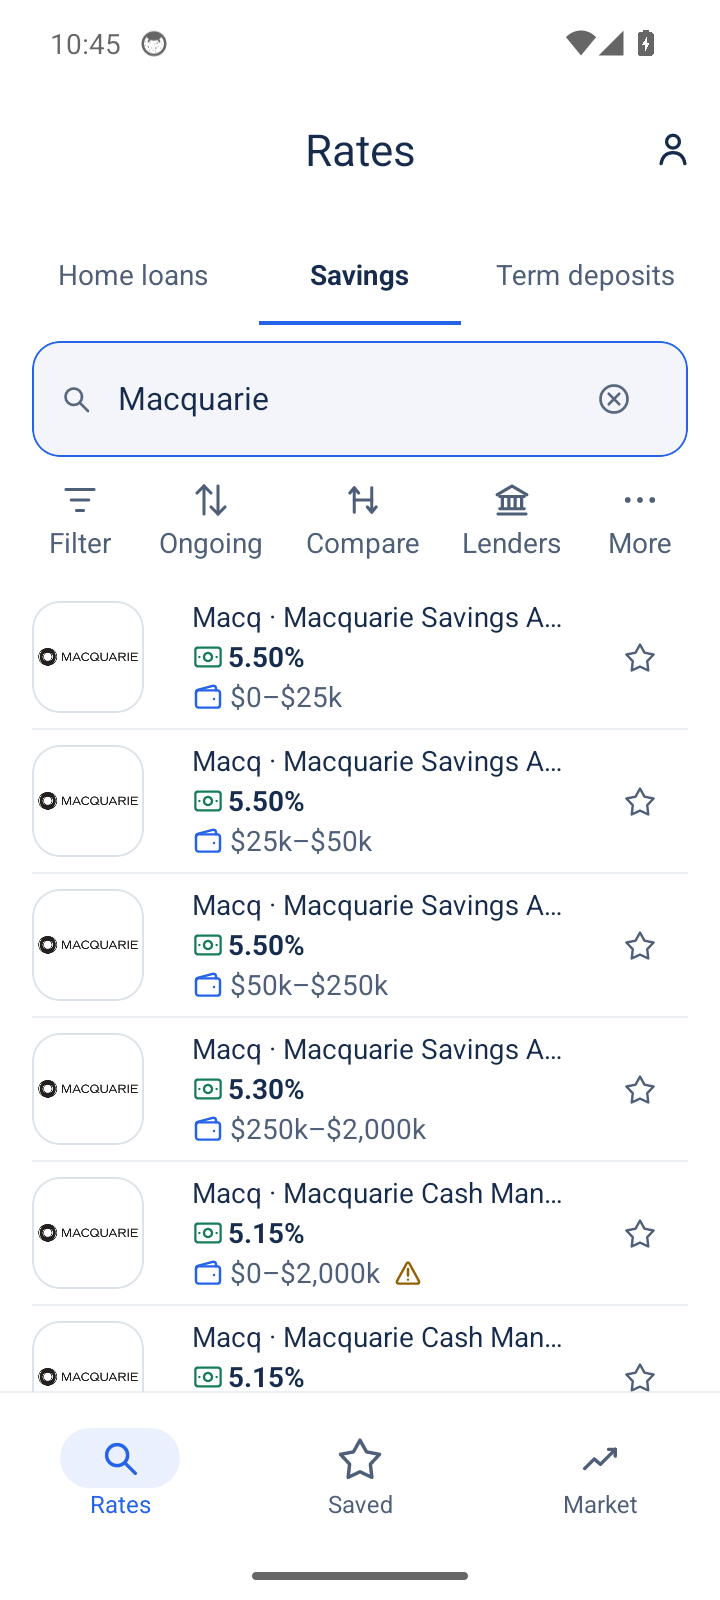 10:45
Rates
Home loans Savings Term deposits
Macquarie
Filter Ongoing Compare Lenders More
MACQUARIE
Macq · Macquarie Savings A...
5.50%
$0–$25k
MACQUARIE
Macq · Macquarie Savings A...
5.50%
$25k–$50k
MACQUARIE
Macq · Macquarie Savings A...
5.50%
$50k–$250k
MACQUARIE
Macq · Macquarie Savings A...
5.30%
$250k–$2,000k
MACQUARIE
Macq · Macquarie Cash Man...
5.15%
$0–$2,000k
MACQUARIE
Macq · Macquarie Cash Man...
5.15%
Rates Saved Market